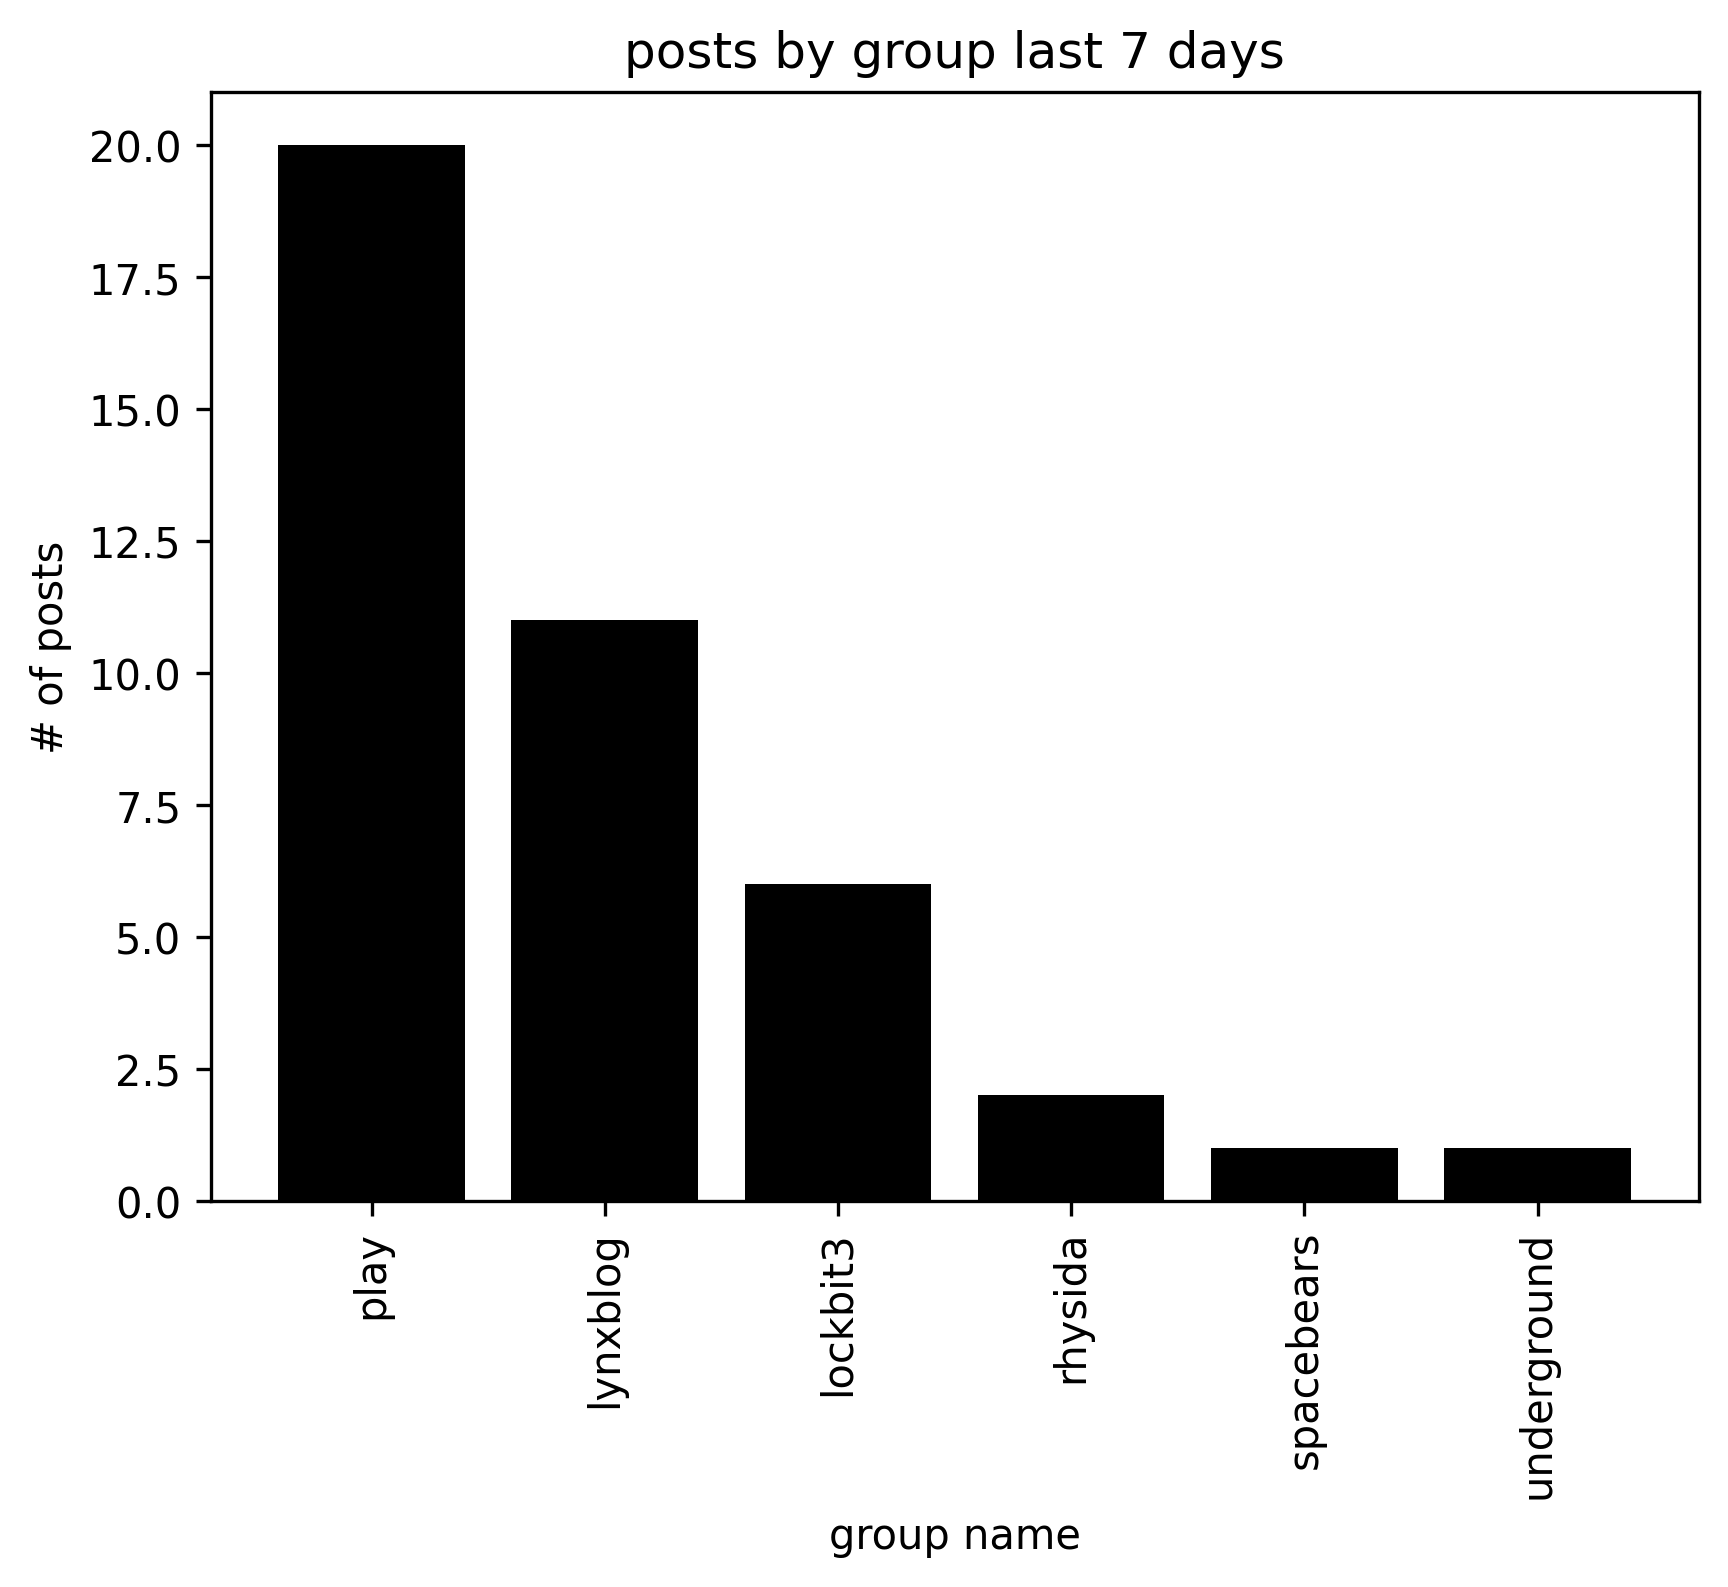 posts by group last 7 days
# of posts
20.0
17.5
15.0
12.5
10.0
7.5
5.0
2.5
0.0
play
lynxblog
lockbit3
rhysida
spacebears
underground
group name